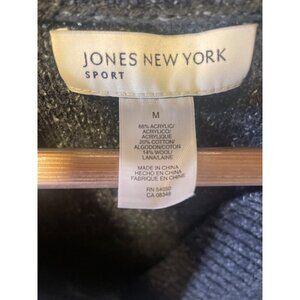 JONES NEW YORK
SPORT
M
66% ACRYLIC/
ACRYLICO/
ACRYLIQUE
20% COTTON/
ALGODON/COTON
14% WOOL/
LANA/LAINE
MADE IN CHINA
HECHO EN CHINA
FABRIQUE EN CHINE
RN 54050
CA 08348